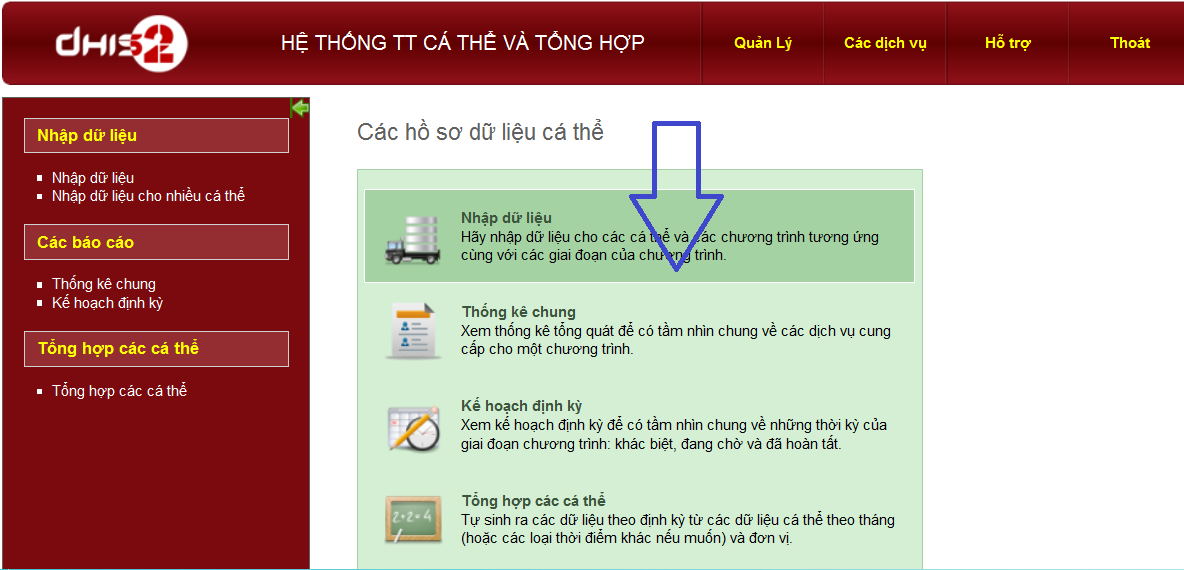 dHIS2
HỆ THỐNG TT CÁ THỂ VÀ TỔNG HỢP
Quản Lý
Các dịch vụ
Hỗ trợ
Thoát
Nhập dữ liệu
Nhập dữ liệu
Nhập dữ liệu cho nhiều cá thể
Các báo cáo
Thống kê chung
Kế hoạch định kỳ
Tổng hợp các cá thể
Tổng hợp các cá thể
Các hồ sơ dữ liệu cá thể
Nhập dữ liệu
Hãy nhập dữ liệu cho các cá thể và các chương trình tương ứng
cùng với các giai đoạn của chương trình.
Thống kê chung
Xem thống kê tổng quát để có tầm nhìn chung về các dịch vụ cung
cấp cho một chương trình.
Kế hoạch định kỳ
Xem kế hoạch định kỳ để có tầm nhìn chung về những thời kỳ của
giai đoạn chương trình: khác biệt, đang chờ và đã hoàn tất.
2+2=4
Tổng hợp các cá thể
Tự sinh ra các dữ liệu theo định kỳ từ các dữ liệu cá thể theo tháng
(hoặc các loại thời điểm khác nếu muốn) và đơn vị.